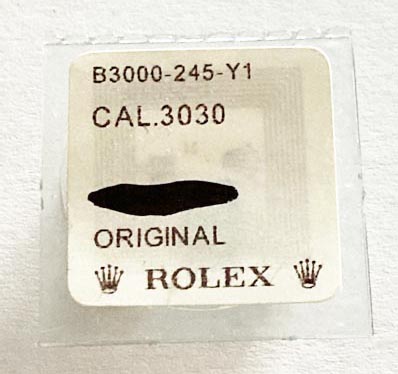 B3000-245-Y1
CAL.3030
ORIGINAL
ROLEX